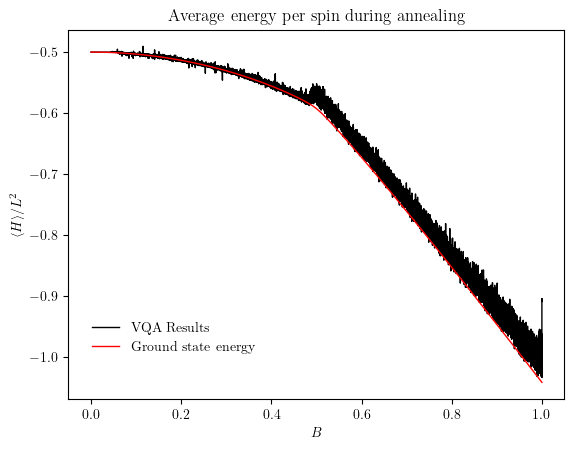 Average energy per spin during annealing
−0.5
−0.6
−0.7
−0.8
−0.9
−1.0
⟨H⟩/L²
VQA Results
Ground state energy
0.0 0.2 0.4 0.6 0.8 1.0
B